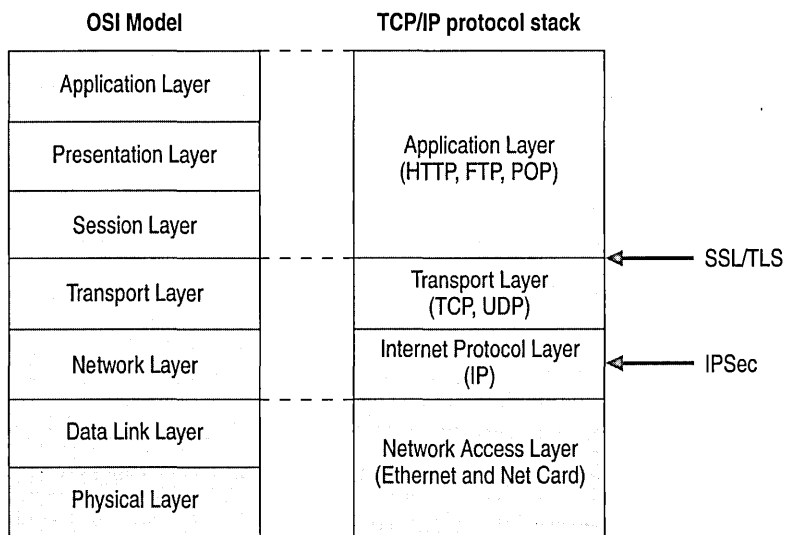 OSI Model
TCP/IP protocol stack
Application Layer
Presentation Layer
Session Layer
Transport Layer
Network Layer
Data Link Layer
Physical Layer
Application Layer
(HTTP, FTP, POP)
Transport Layer
(TCP, UDP)
Internet Protocol Layer
(IP)
Network Access Layer
(Ethernet and Net Card)
SSL/TLS
IPSec